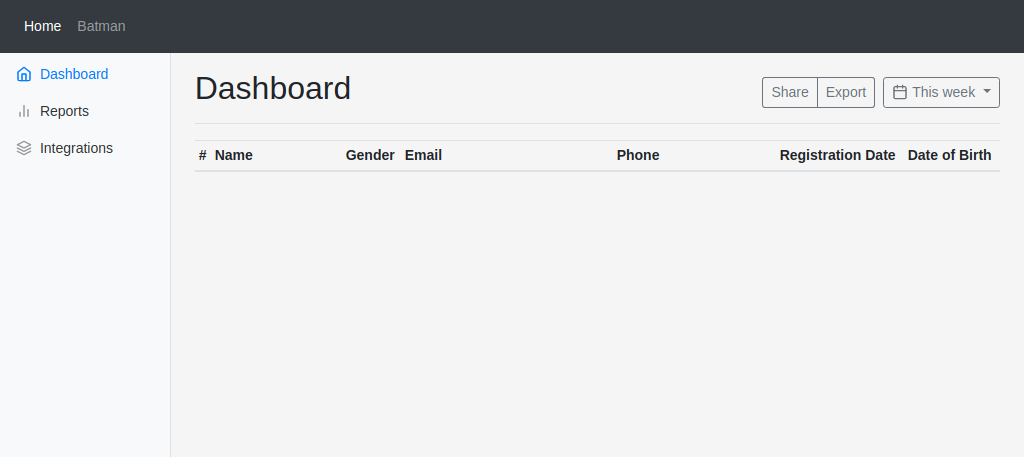 Home Batman
Dashboard
Reports
Integrations
Dashboard
Share Export This week
# Name Gender Email Phone Registration Date Date of Birth